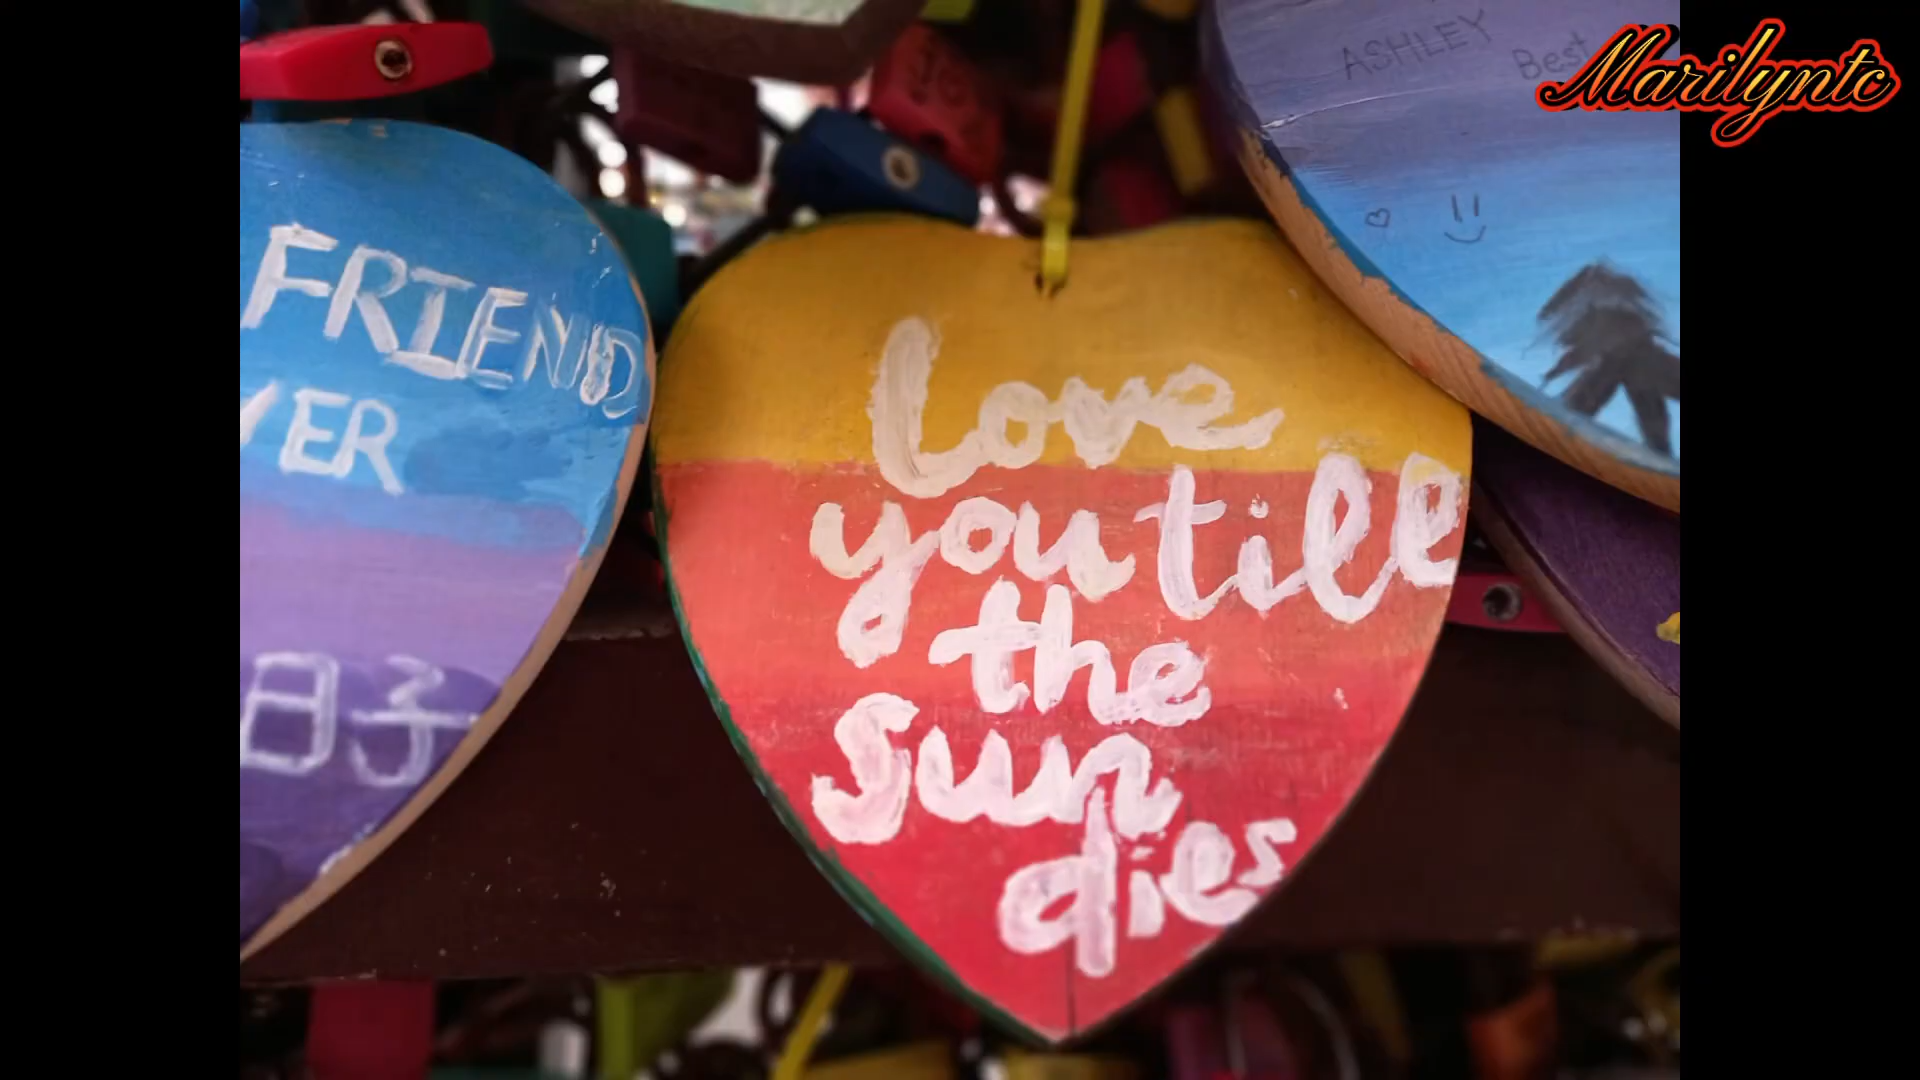 FRIEND
VER
日子
Love
you till
the
Sun
dies
ASHLEY
Best
Marilyntc